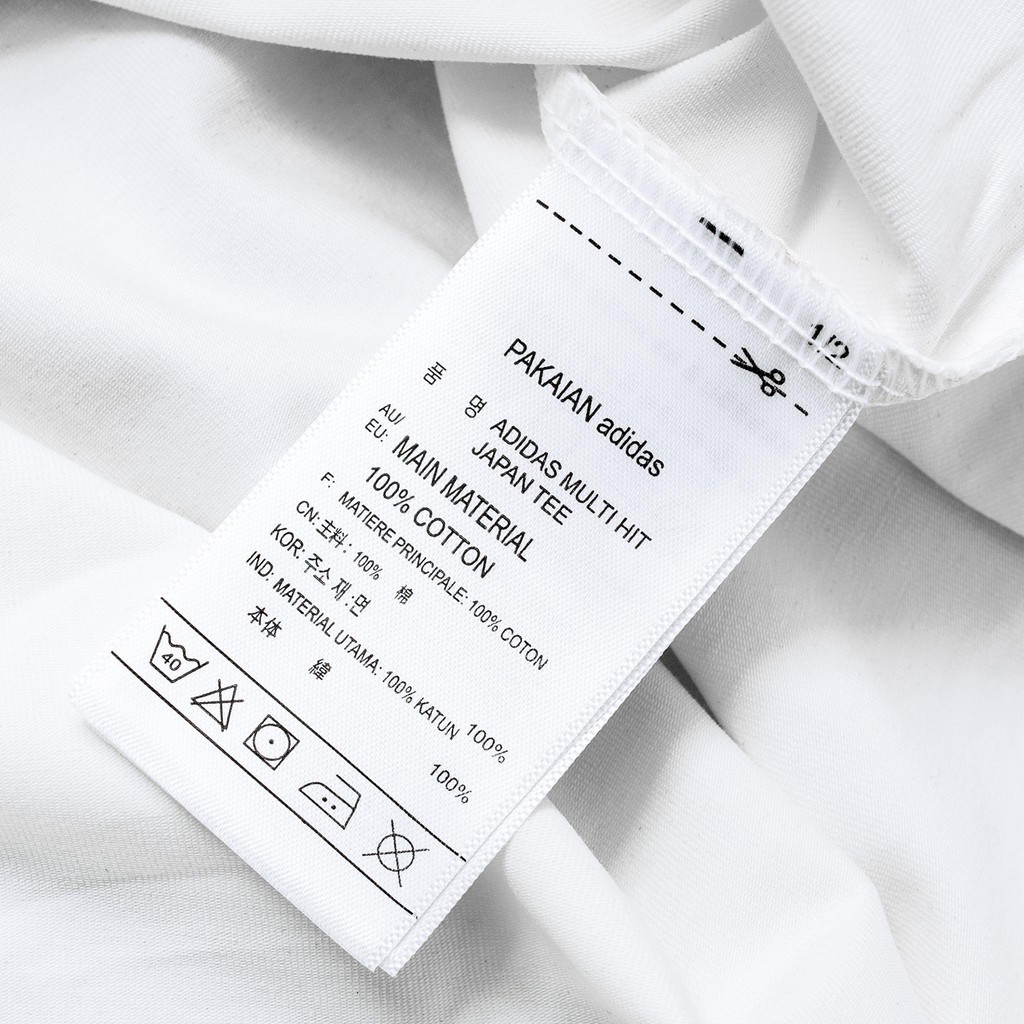 1/2
PAKAIAN adidas
품 명 ADIDAS MULTI HIT
JAPAN TEE
AU/
EU: MAIN MATERIAL
100% COTTON
F: MATIERE PRINCIPALE: 100% COTON
CN: 主料: 100% 棉
KOR: 주소재:면 100%
IND: MATERIAL UTAMA: 100% KATUN
本体 100%
40